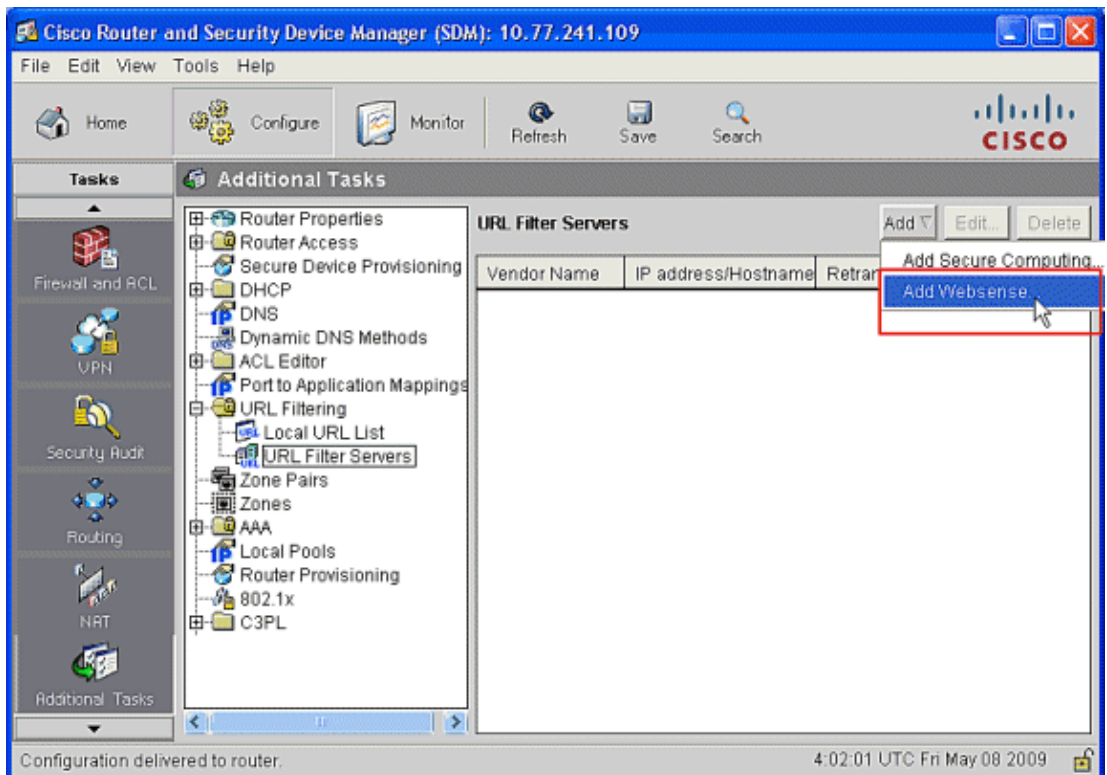 Cisco Router and Security Device Manager (SDM): 10.77.241.109
File Edit View Tools Help
Home Configure Monitor Refresh Save Search CISCO
Tasks
Additional Tasks
Firewall and ACL
VPN
Security Audit
Routing
NAT
Additional Tasks
Router Properties
Router Access
Secure Device Provisioning
DHCP
DNS
Dynamic DNS Methods
ACL Editor
Port to Application Mappings
URL Filtering
Local URL List
URL Filter Servers
Zone Pairs
Zones
AAA
Local Pools
Router Provisioning
802.1x
C3PL
URL Filter Servers
Add Edit... Delete
Vendor Name IP address/Hostname Retran
Add Secure Computing...
Add Websense...
Configuration delivered to router.
4:02:01 UTC Fri May 08 2009